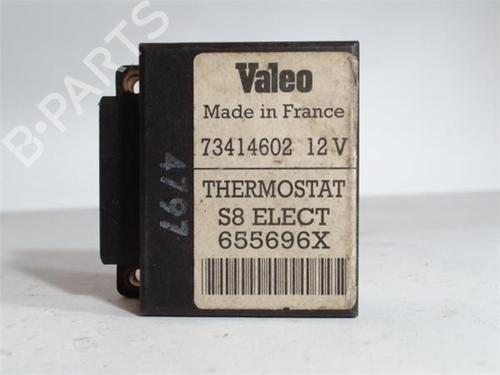 B-PARTS
Valeo
Made in France
73414602 12 V
THERMOSTAT
S8 ELECT
655696X
4797